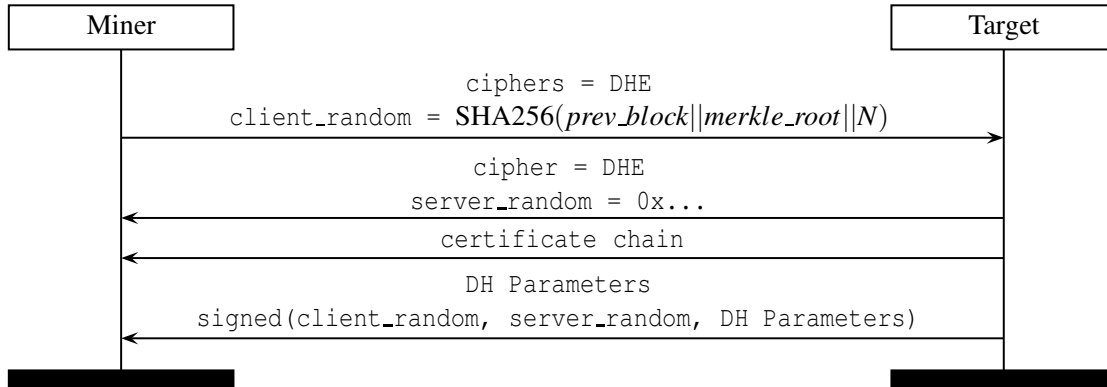 Miner
Target
ciphers = DHE
client_random = SHA256(prev_block||merkle_root||N)
cipher = DHE
server_random = 0x...
certificate chain
DH Parameters
signed(client_random, server_random, DH Parameters)